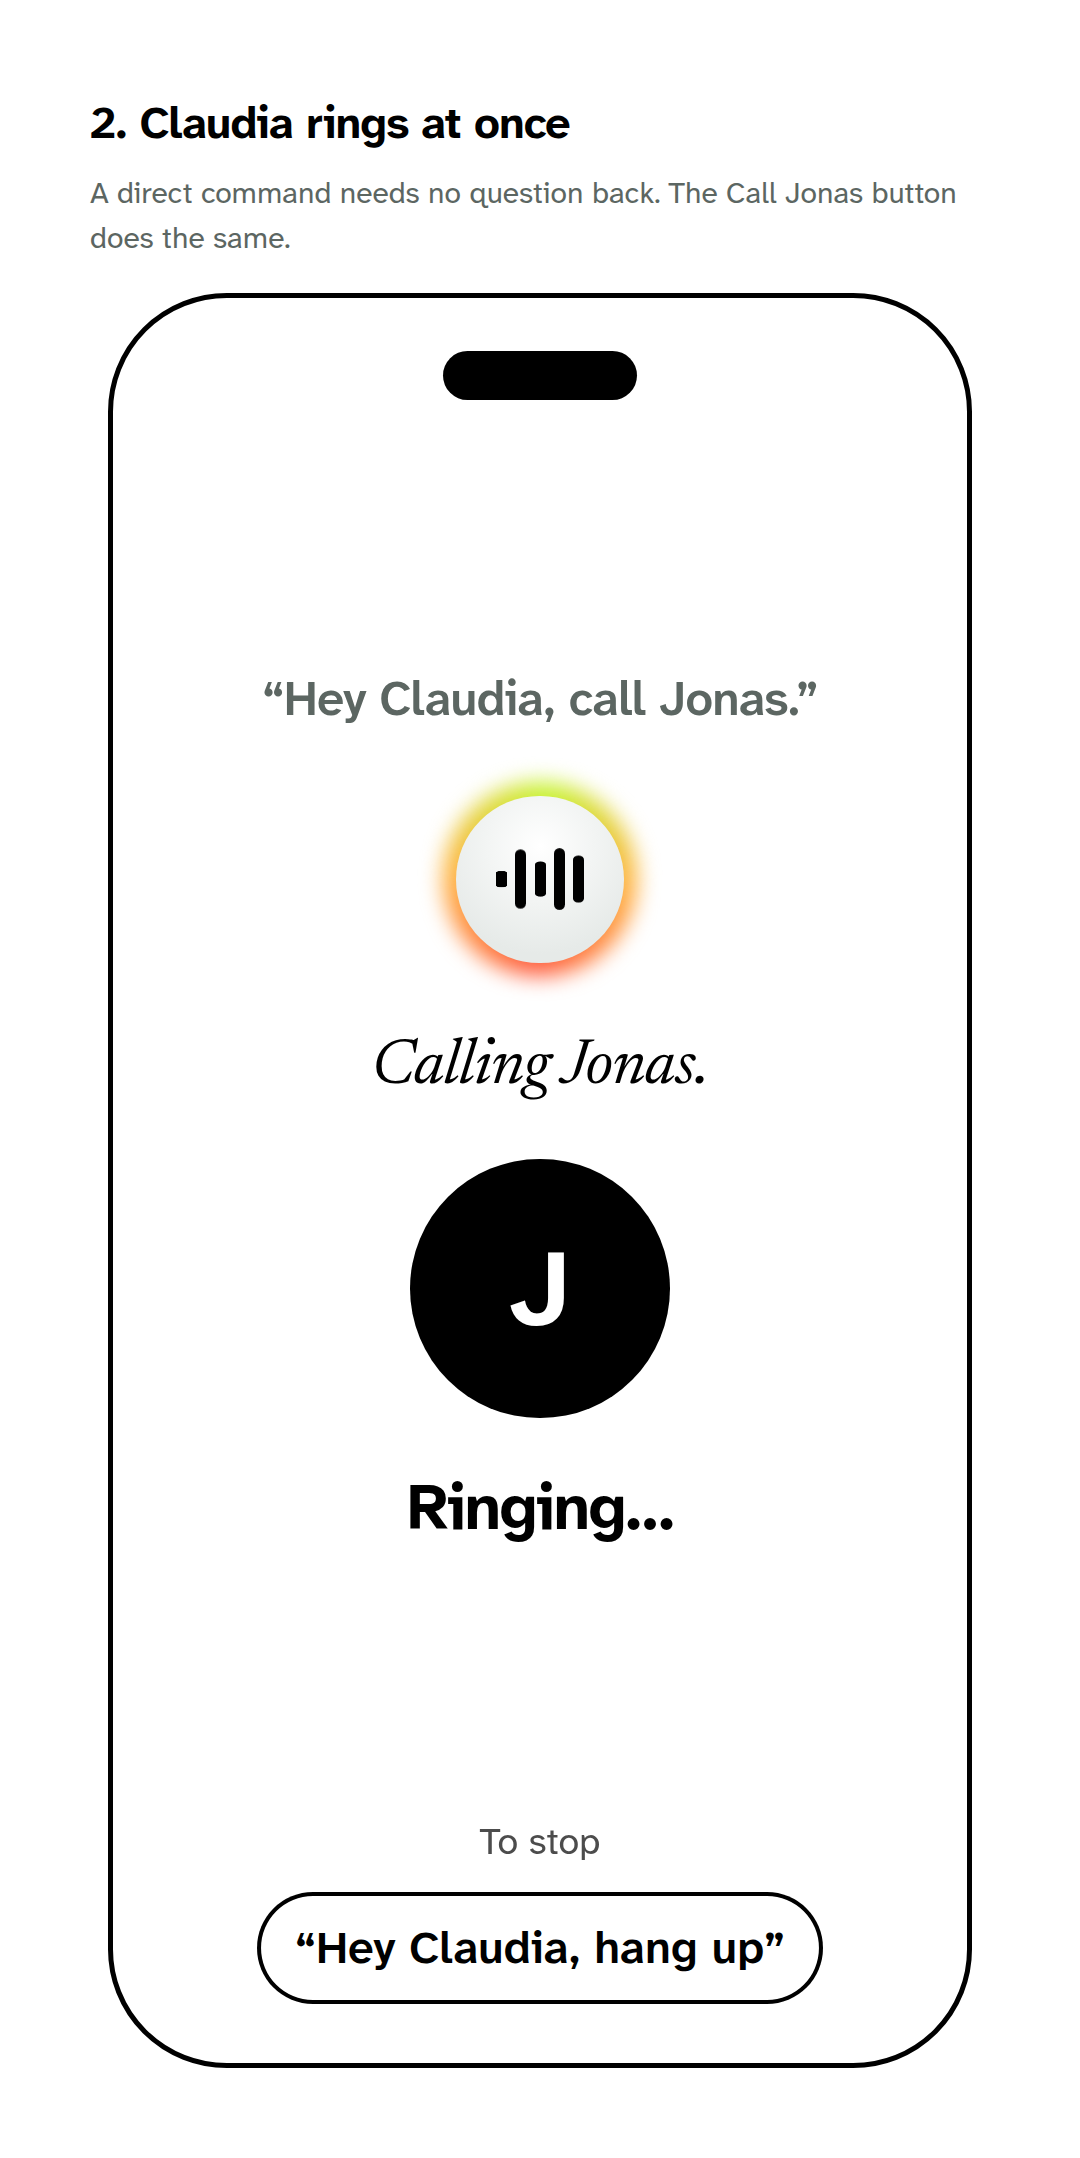 2. Claudia rings at once
A direct command needs no question back. The Call Jonas button
does the same.
“Hey Claudia, call Jonas.”
Calling Jonas.
J
Ringing...
To stop
“Hey Claudia, hang up”